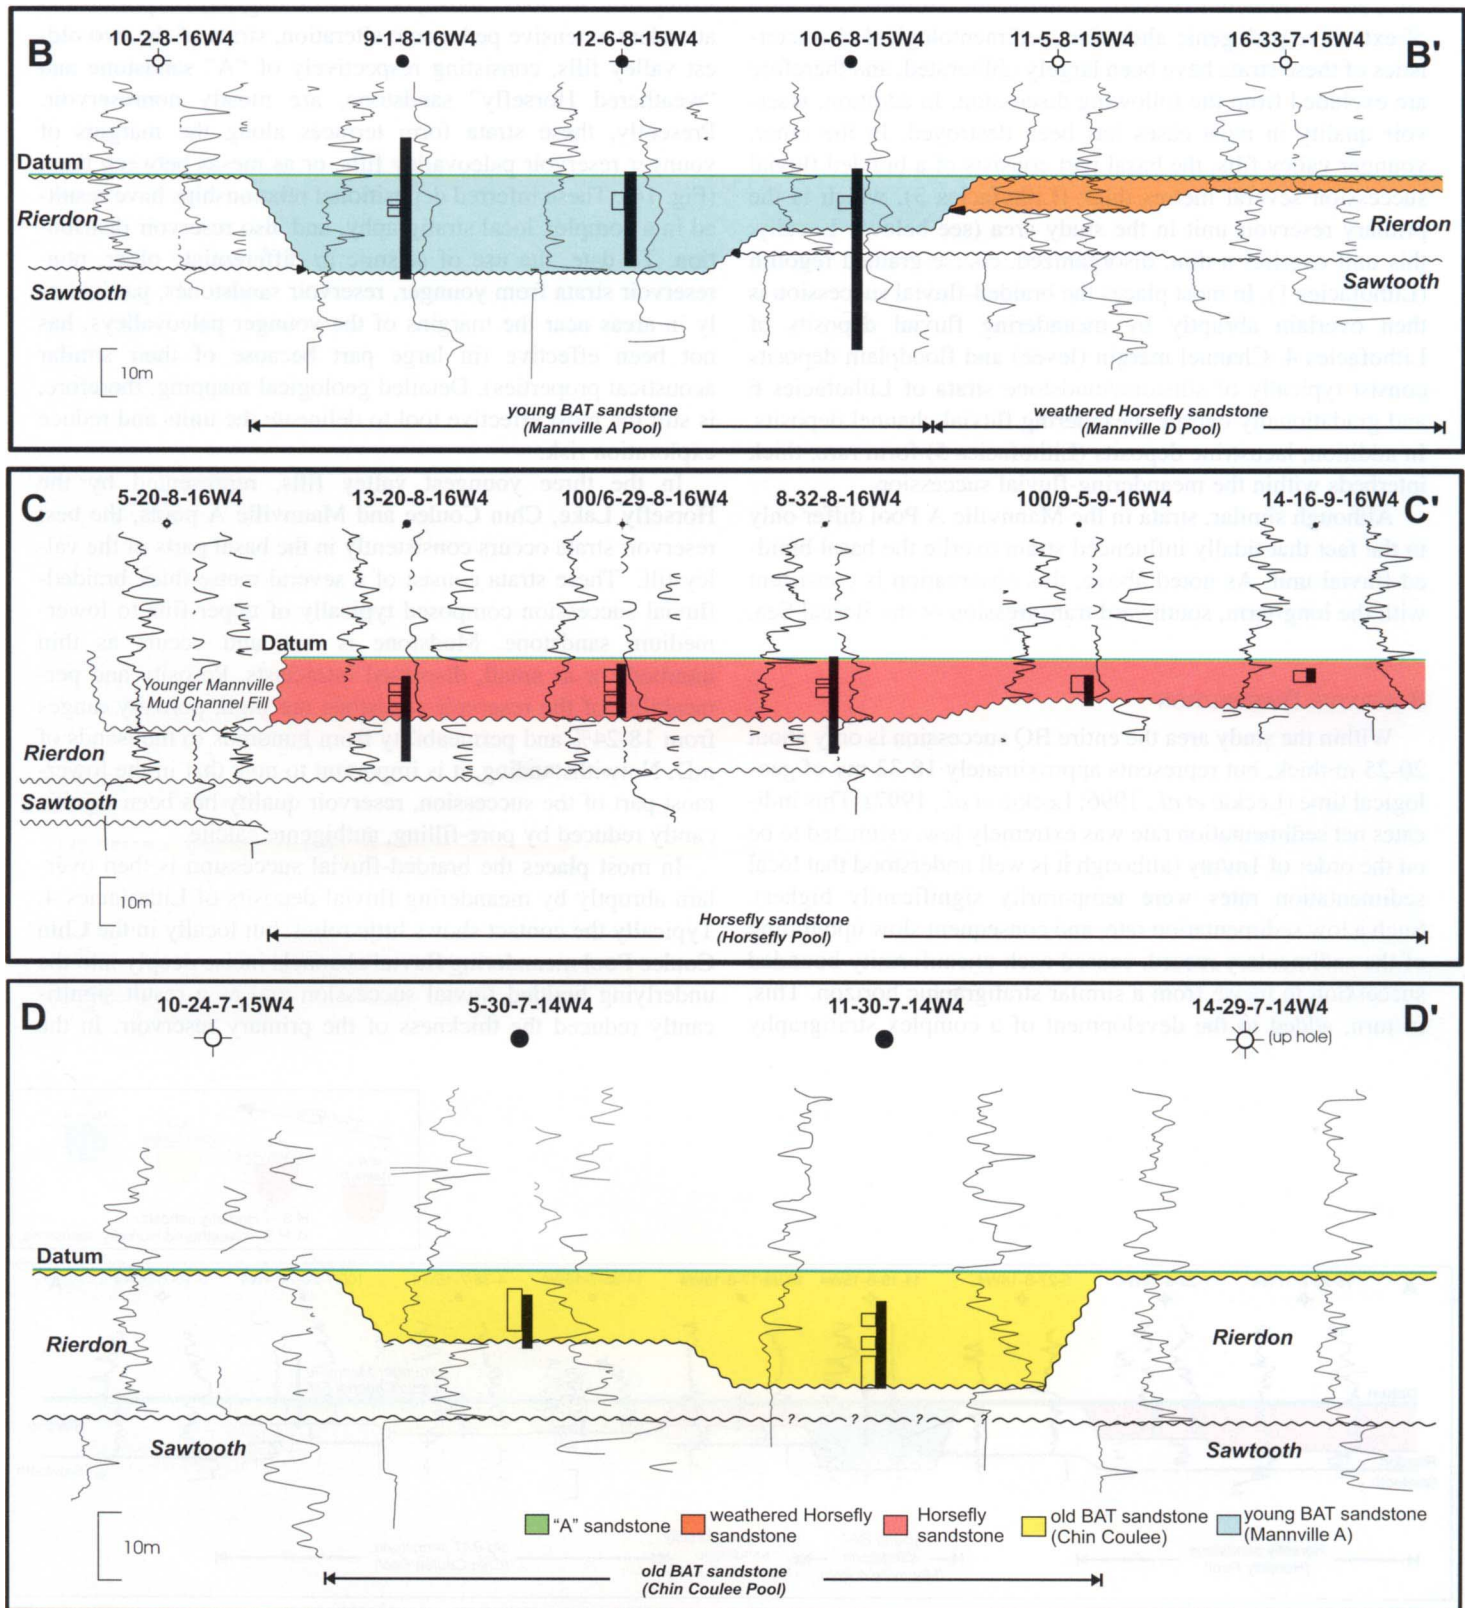 B
10-2-8-16W4
9-1-8-16W4
12-6-8-15W4
10-6-8-15W4
11-5-8-15W4
16-33-7-15W4
B'
Datum
Rierdon
Sawtooth
Rierdon
Sawtooth
10m
young BAT sandstone
(Mannville A Pool)
weathered Horsefly sandstone
(Mannville D Pool)
C
5-20-8-16W4
13-20-8-16W4
100/6-29-8-16W4
8-32-8-16W4
100/9-5-9-16W4
14-16-9-16W4
C'
Datum
Younger Mannville
Mud Channel Fill
Rierdon
Sawtooth
10m
Horsefly sandstone
(Horsefly Pool)
D
10-24-7-15W4
5-30-7-14W4
11-30-7-14W4
14-29-7-14W4
(up hole)
D'
Datum
Rierdon
Rierdon
? ? ? ?
Sawtooth
Sawtooth
10m
"A" sandstone
weathered Horsefly
sandstone
Horsefly
sandstone
old BAT sandstone
(Chin Coulee)
young BAT sandstone
(Mannville A)
old BAT sandstone
(Chin Coulee Pool)